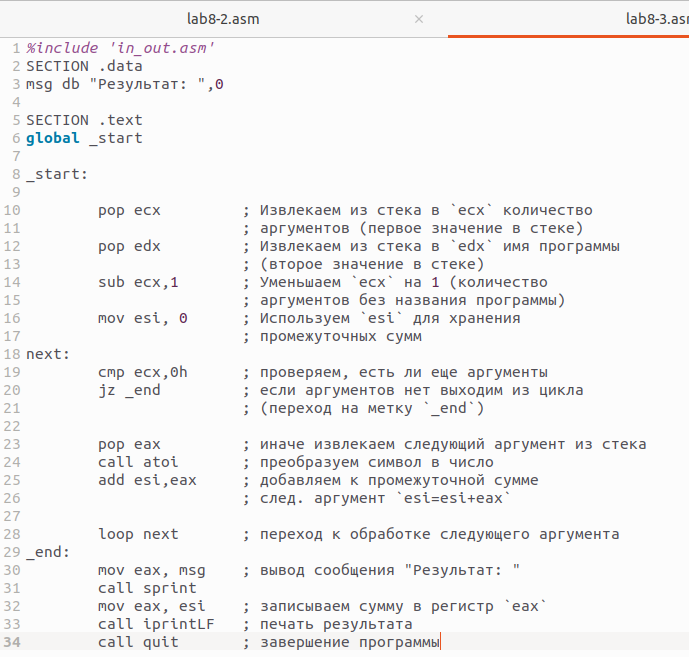 lab8-2.asm × lab8-3.asm
1 %include 'in_out.asm'
2 SECTION .data
3 msg db "Результат: ",0
4
5 SECTION .text
6 global _start
7
8 _start:
9
10 pop ecx ; Извлекаем из стека в `ecx` количество
11 ; аргументов (первое значение в стеке)
12 pop edx ; Извлекаем из стека в `edx` имя программы
13 ; (второе значение в стеке)
14 sub ecx,1 ; Уменьшаем `ecx` на 1 (количество
15 ; аргументов без названия программы)
16 mov esi, 0 ; Используем `esi` для хранения
17 ; промежуточных сумм
18 next:
19 cmp ecx,0h ; проверяем, есть ли еще аргументы
20 jz _end ; если аргументов нет выходим из цикла
21 ; (переход на метку `_end`)
22
23 pop eax ; иначе извлекаем следующий аргумент из стека
24 call atoi ; преобразуем символ в число
25 add esi,eax ; добавляем к промежуточной сумме
26 ; след. аргумент `esi=esi+eax`
27
28 loop next ; переход к обработке следующего аргумента
29 _end:
30 mov eax, msg ; вывод сообщения "Результат: "
31 call sprint
32 mov eax, esi ; записываем сумму в регистр `eax`
33 call iprintLF ; печать результата
34 call quit ; завершение программы